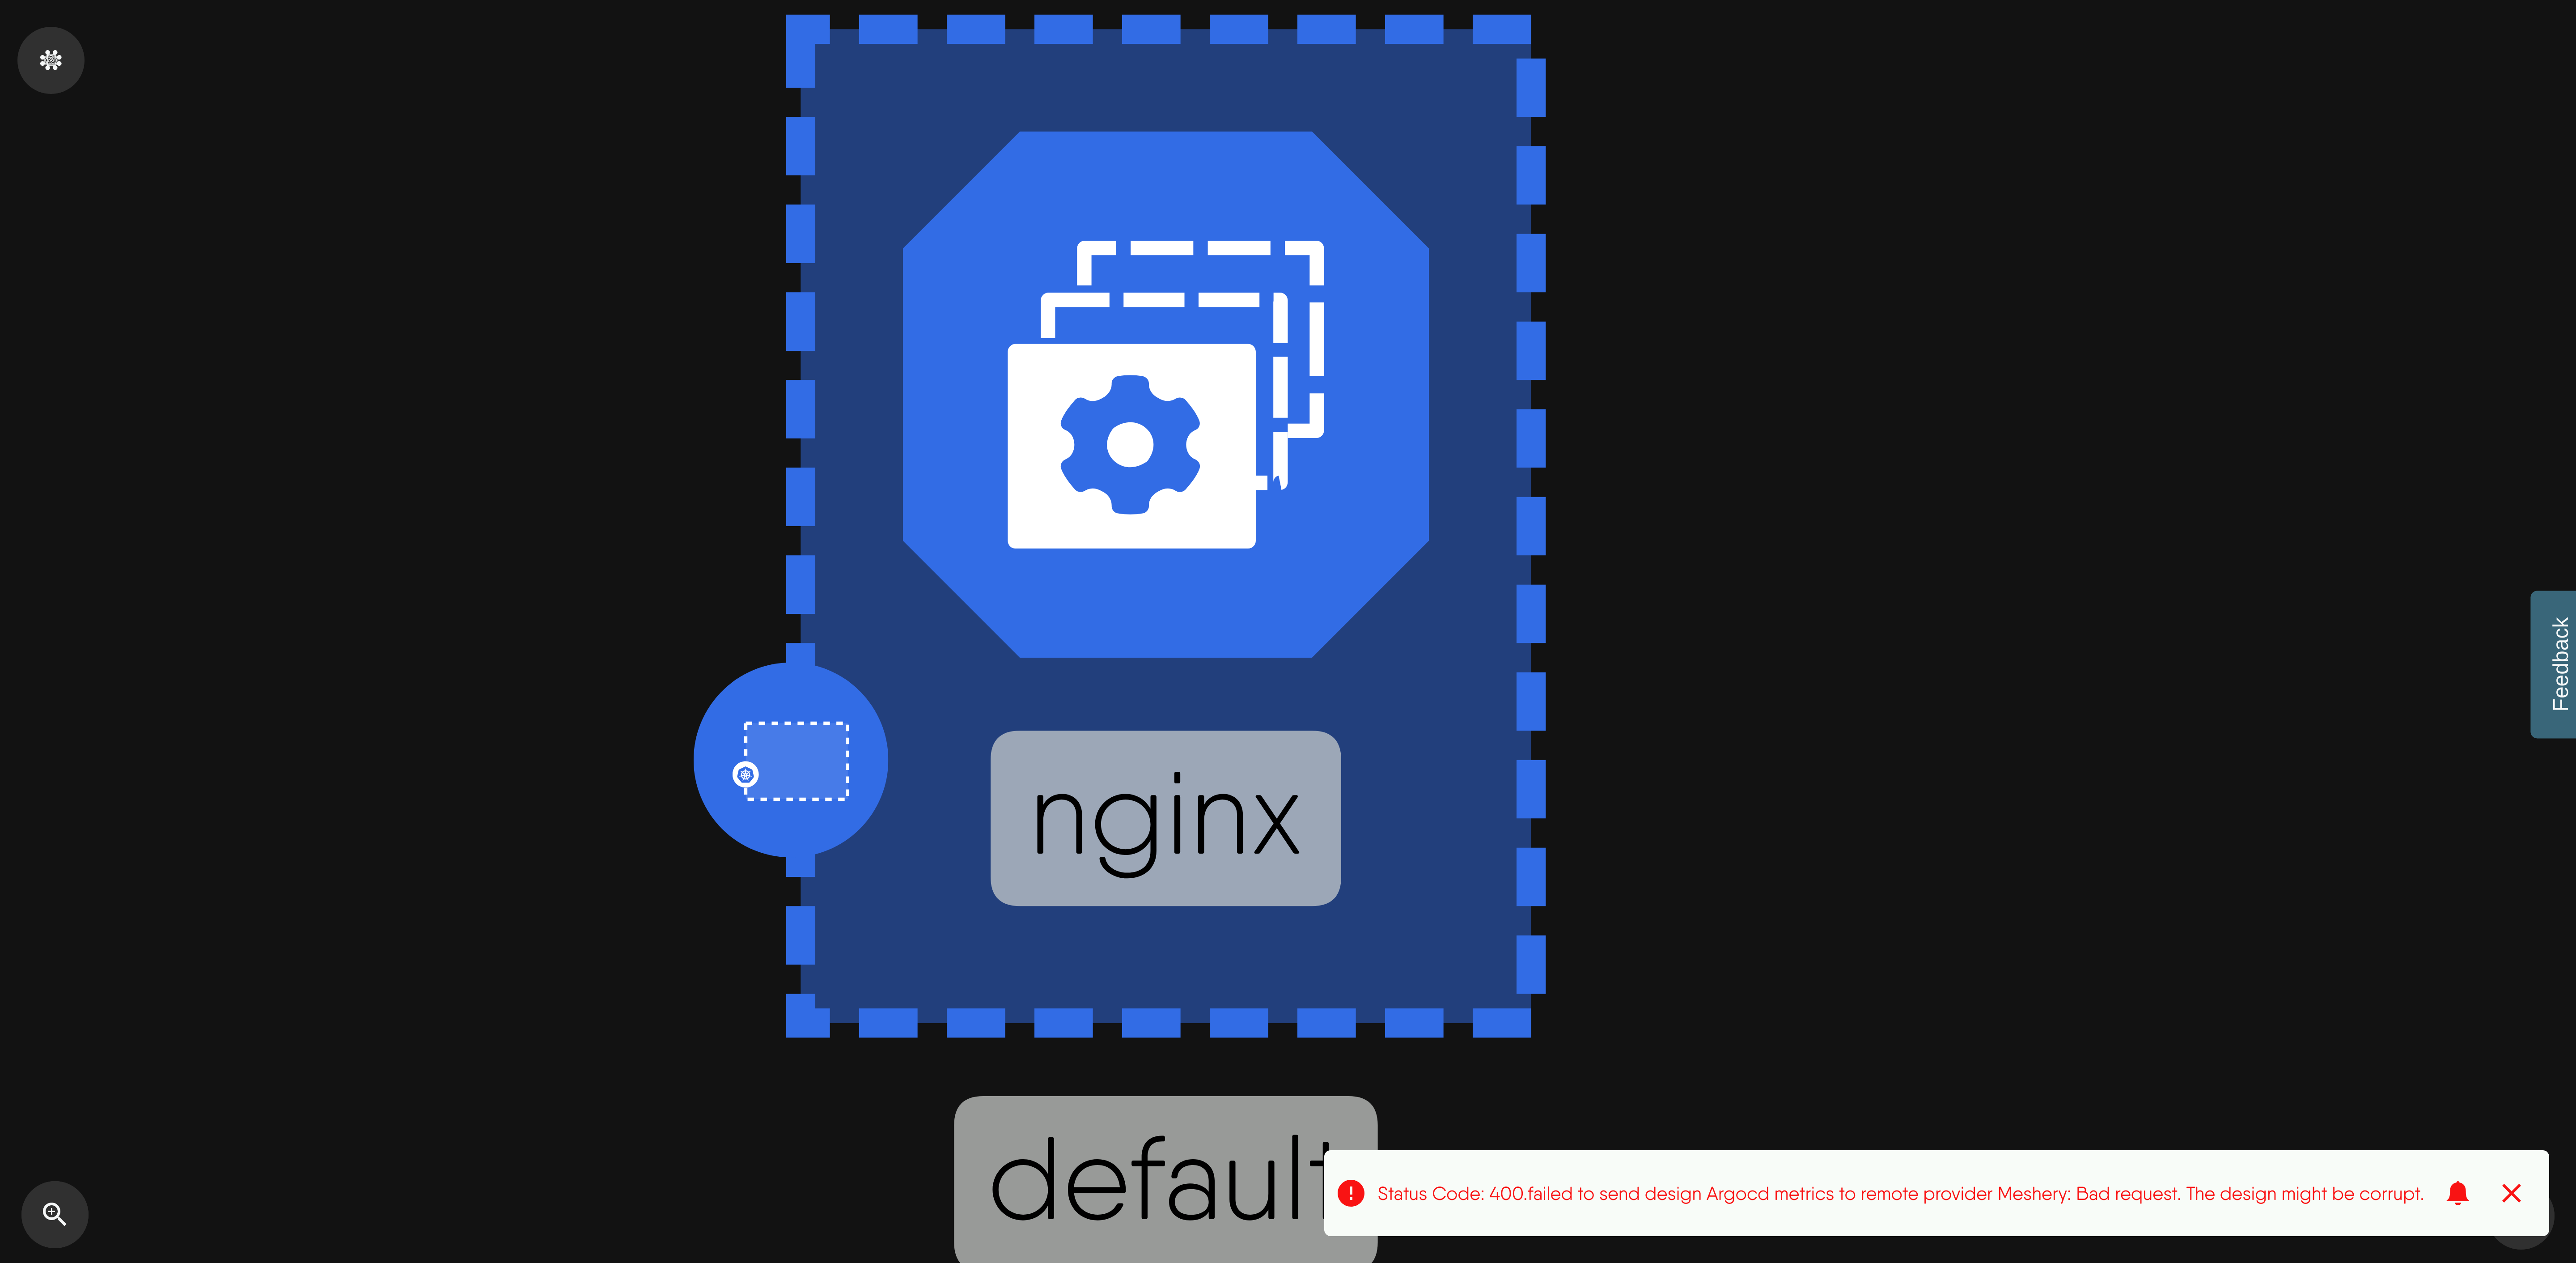 nginx
default
Status Code: 400.failed to send design Argocd metrics to remote provider Meshery: Bad request. The design might be corrupt.
Feedback